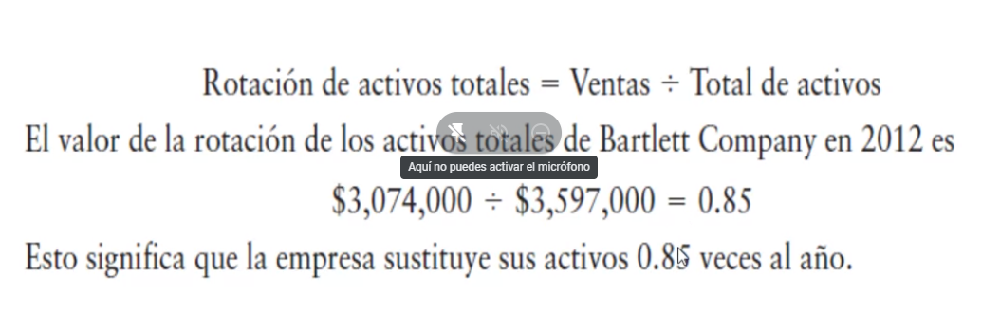 Rotación de activos totales = Ventas ÷ Total de activos
El valor de la rotación de los activos totales de Bartlett Company en 2012 es
Aquí no puedes activar el micrófono
$3,074,000 ÷ $3,597,000 = 0.85
Esto significa que la empresa sustituye sus activos 0.85 veces al año.